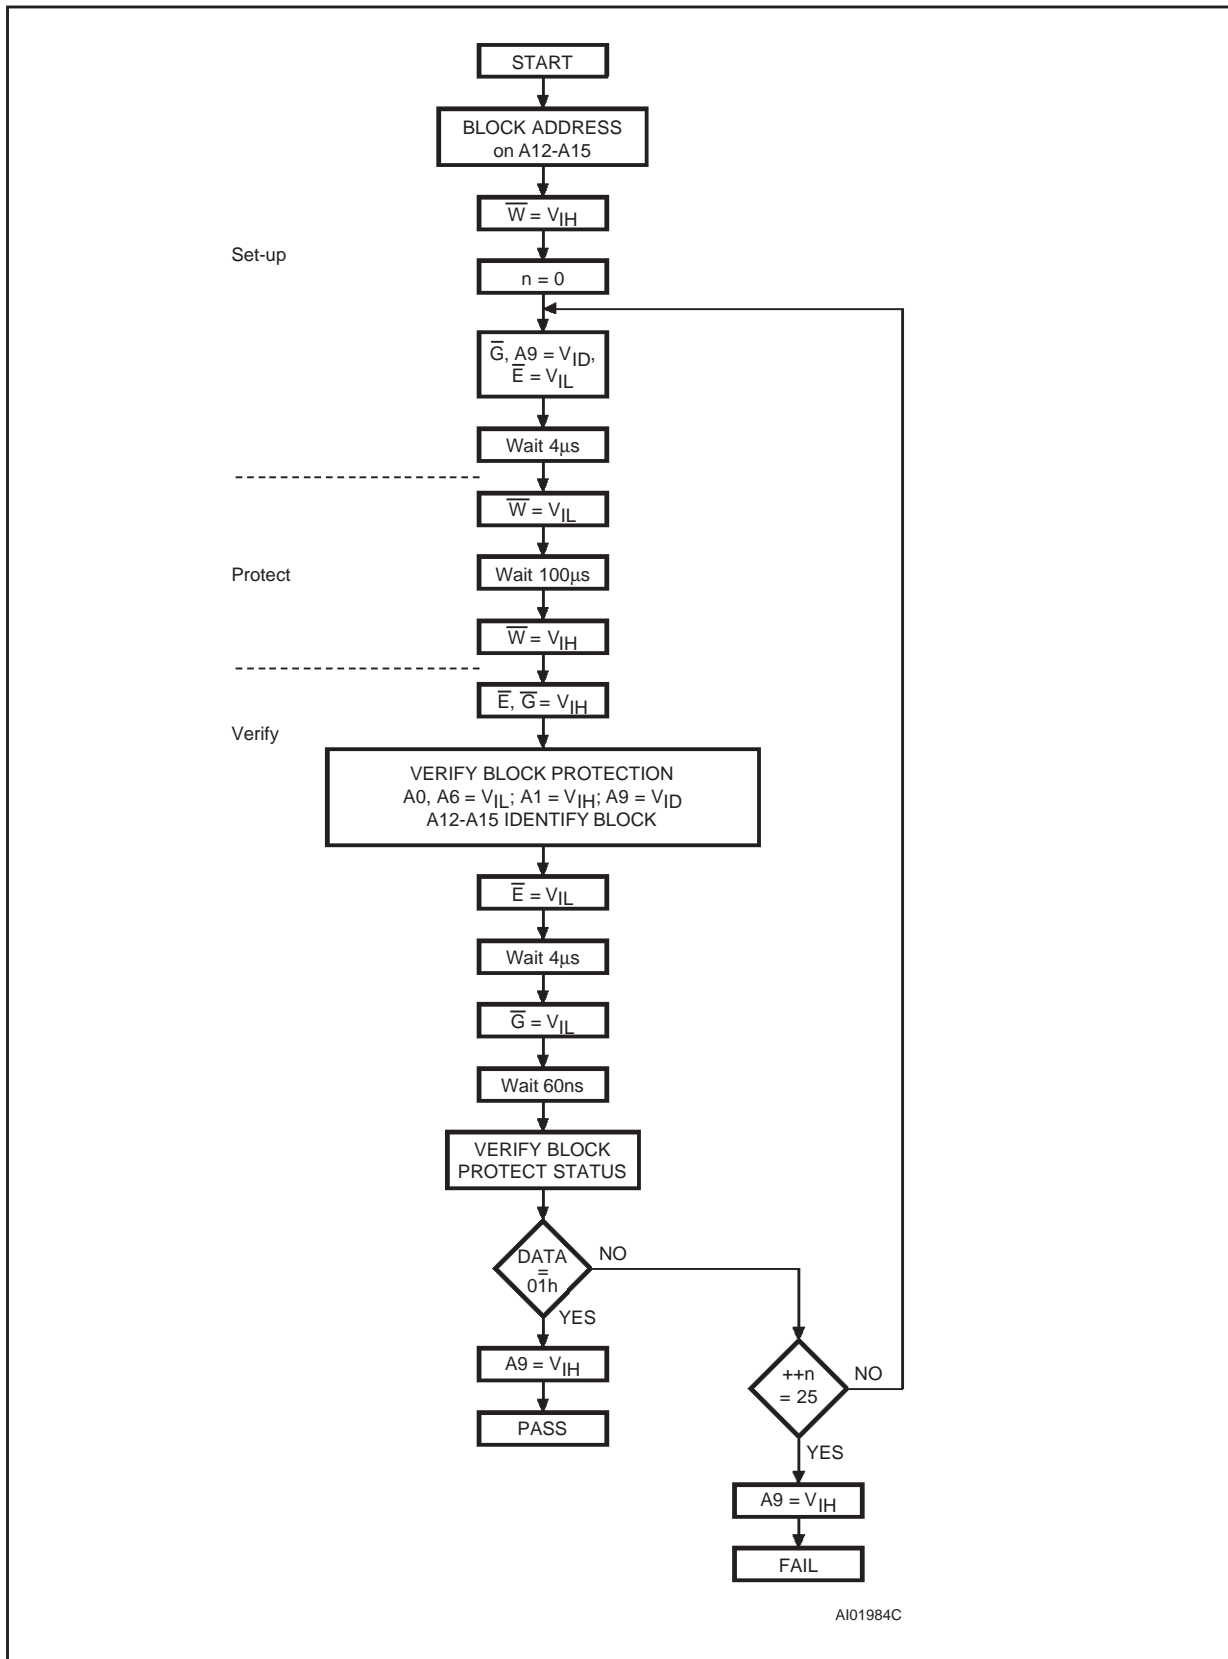 START
BLOCK ADDRESS
on A12-A15
W̅ = VIH
Set-up
n = 0
G̅, A9 = VID,
E̅ = VIL
Wait 4μs
W̅ = VIL
Protect
Wait 100μs
W̅ = VIH
E̅, G̅ = VIH
Verify
VERIFY BLOCK PROTECTION
A0, A6 = VIL; A1 = VIH; A9 = VID
A12-A15 IDENTIFY BLOCK
E̅ = VIL
Wait 4μs
G̅ = VIL
Wait 60ns
VERIFY BLOCK
PROTECT STATUS
DATA
=
01h
NO
YES
A9 = VIH
PASS
++n
= 25
NO
YES
A9 = VIH
FAIL
AI01984C